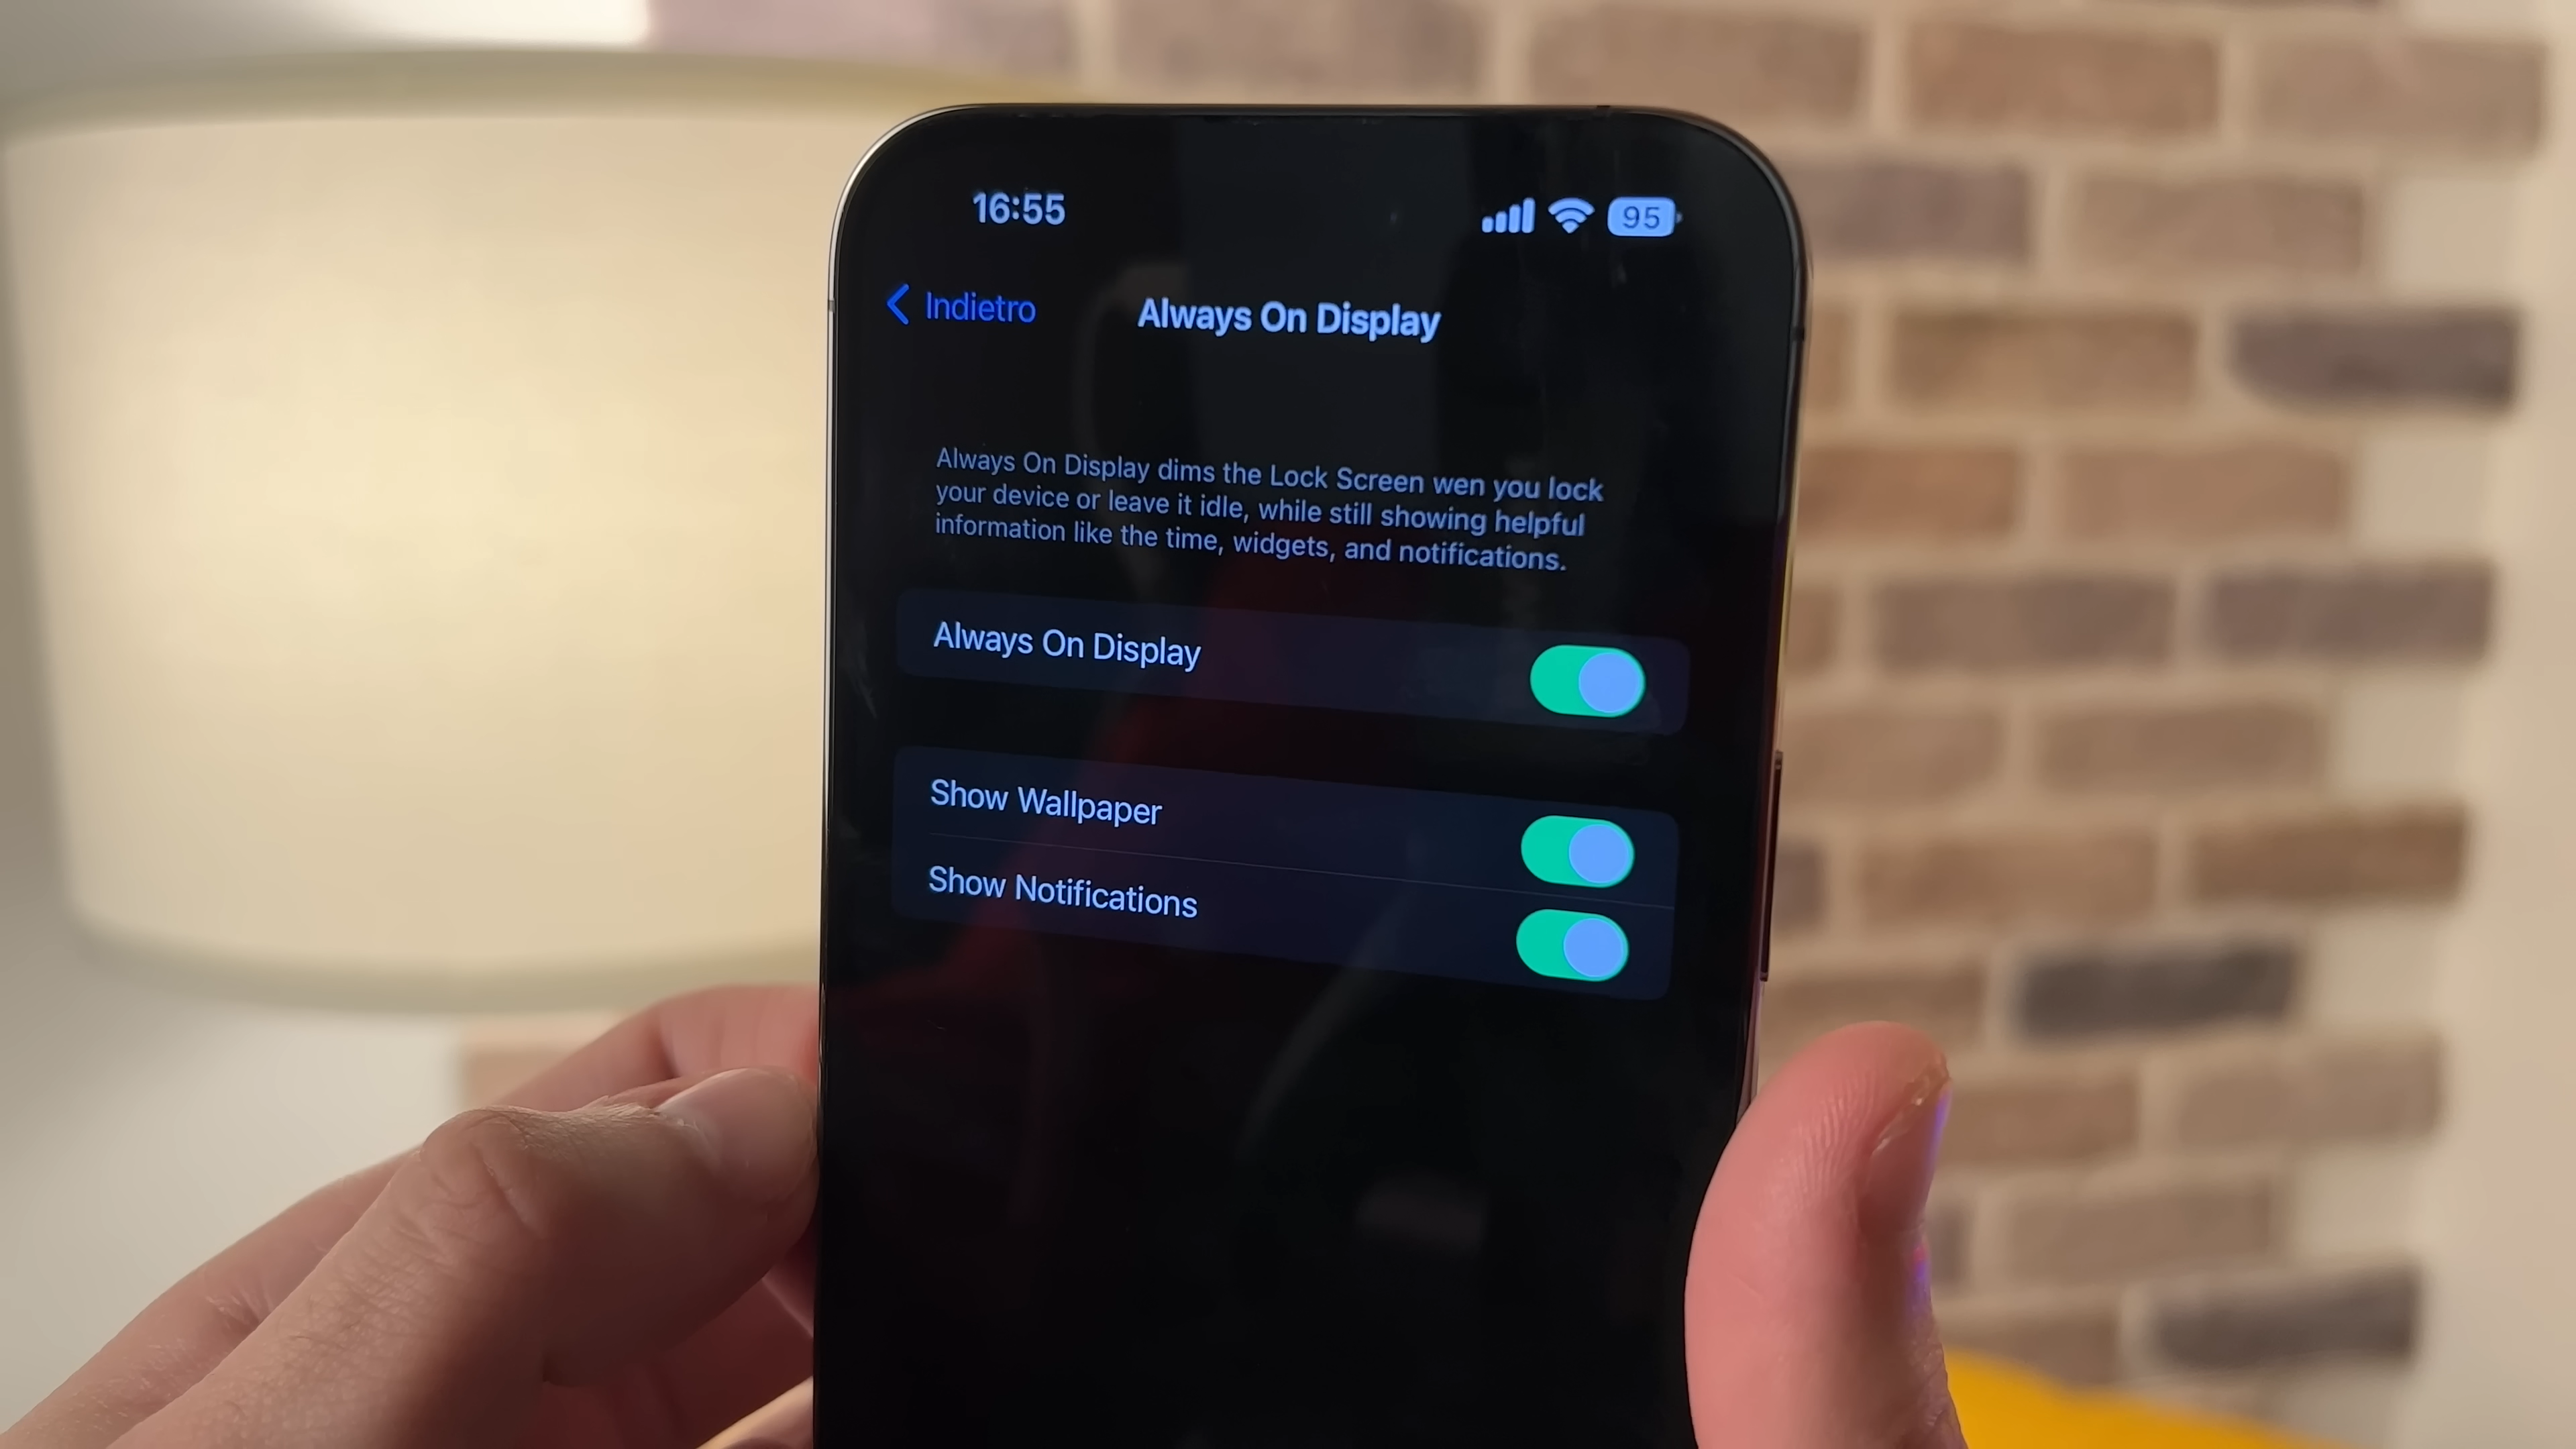 16:55
95
Indietro
Always On Display
Always On Display dims the Lock Screen wen you lock
your device or leave it idle, while still showing helpful
information like the time, widgets, and notifications.
Always On Display
Show Wallpaper
Show Notifications